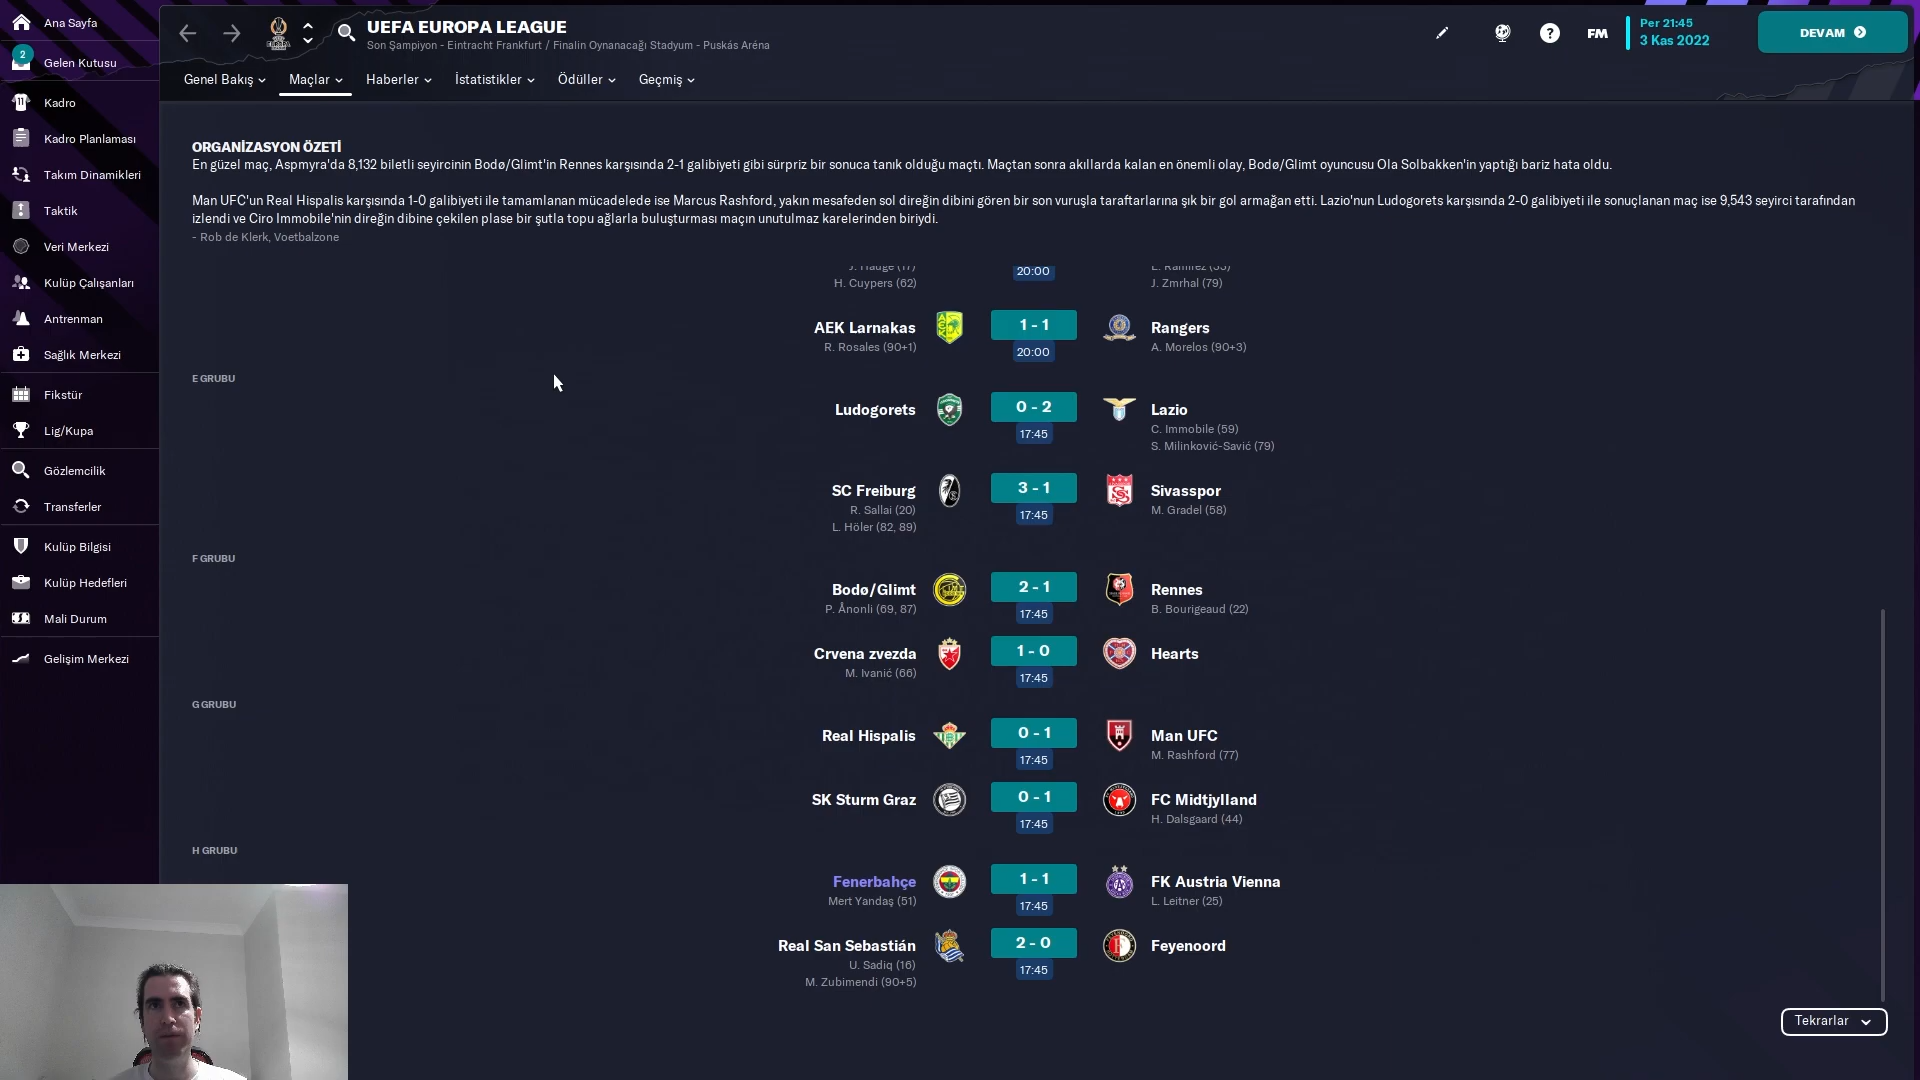 Ana Sayfa
2
Gelen Kutusu
Kadro
Kadro Planlaması
Takım Dinamikleri
Taktik
Veri Merkezi
Kulüp Çalışanları
Antrenman
Sağlık Merkezi
Fikstür
Lig/Kupa
Gözlemcilik
Transferler
Kulüp Bilgisi
Kulüp Hedefleri
Mali Durum
Gelişim Merkezi
UEFA EUROPA LEAGUE
Son Şampiyon - Eintracht Frankfurt / Finalin Oynanacağı Stadyum - Puskás Aréna
? FM
Per 21:45
3 Kas 2022
DEVAM
Genel Bakış Maçlar Haberler İstatistikler Ödüller Geçmiş
ORGANİZASYON ÖZETİ
En güzel maç, Aspmyra'da 8,132 biletli seyircinin Bodø/Glimt'in Rennes karşısında 2-1 galibiyeti gibi sürpriz bir sonuca tanık olduğu maçtı. Maçtan sonra akıllarda kalan en önemli olay, Bodø/Glimt oyuncusu Ola Solbakken'in yaptığı bariz hata oldu.
Man UFC'un Real Hispalis karşısında 1-0 galibiyeti ile tamamlanan mücadelede ise Marcus Rashford, yakın mesafeden sol direğin dibini gören bir son vuruşla taraftarlarına şık bir gol armağan etti. Lazio'nun Ludogorets karşısında 2-0 galibiyeti ile sonuçlanan maç ise 9,543 seyirci tarafından
izlendi ve Ciro Immobile'nin direğin dibine çekilen plase bir şutla topu ağlarla buluşturması maçın unutulmaz karelerinden biriydi.
- Rob de Klerk, Voetbalzone
J. Hauge (17) 20:00 E. Ramírez (53)
H. Cuypers (62) J. Zmrhal (79)
AEK Larnakas 1 - 1 Rangers
R. Rosales (90+1) 20:00 A. Morelos (90+3)
E GRUBU
Ludogorets 0 - 2 Lazio
17:45 C. Immobile (59)
S. Milinković-Savić (79)
SC Freiburg 3 - 1 Sivasspor
R. Sallai (20) 17:45 M. Gradel (58)
L. Höler (82, 89)
F GRUBU
Bodø/Glimt 2 - 1 Rennes
P. Ånonli (69, 87) 17:45 B. Bourigeaud (22)
Crvena zvezda 1 - 0 Hearts
M. Ivanić (66) 17:45
G GRUBU
Real Hispalis 0 - 1 Man UFC
17:45 M. Rashford (77)
SK Sturm Graz 0 - 1 FC Midtjylland
17:45 H. Dalsgaard (44)
H GRUBU
Fenerbahçe 1 - 1 FK Austria Vienna
Mert Yandaş (51) 17:45 L. Leitner (25)
Real San Sebastián 2 - 0 Feyenoord
U. Sadiq (16) 17:45
M. Zubimendi (90+5)
Tekrarlar